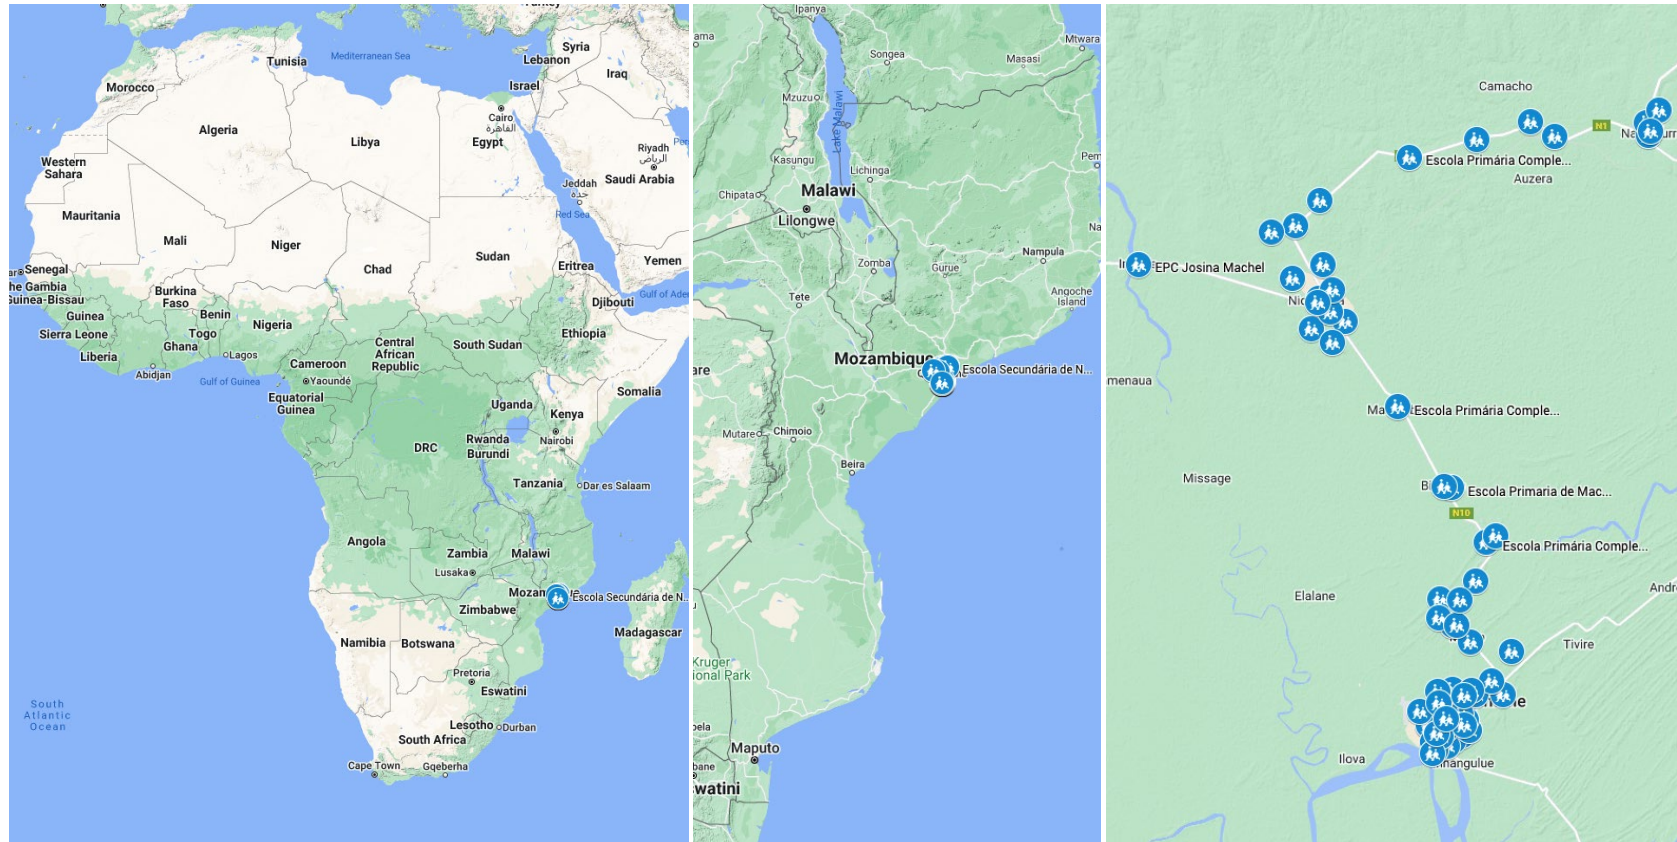 Mediterranean Sea
Syria
Lebanon
Iraq
Tunisia
Morocco
Israel
Cairo
القاهرة
Algeria
Libya
Egypt
Riyadh
الرياض
Western
Sahara
Jeddah
جدة
Saudi Arabia
Mauritania
Red Sea
Mali
Niger
Sudan
Chad
Yemen
Senegal
Eritrea
Burkina
Faso
Gulf of
Djibouti
Guinea
Benin
Nigeria
Sierra Leone
Togo
Ghana
Ethiopia
Liberia
Lagos
Central
African
Republic
South Sudan
Cameroon
Abidjan
Gulf of Guinea
Yaoundé
Somalia
Equatorial
Guinea
Uganda
Kenya
Rwanda
Nairobi
DRC
Burundi
Tanzania
Dar es Salaam
Angola
Zambia
Malawi
Lusaka
Escola Secundária de N...
Zimbabwe
Namibia
Botswana
Madagascar
Pretoria
Eswatini
South
Atlantic
Ocean
Lesotho
Durban
South Africa
Cape Town
Gqeberha
Ipanya
Mtwara
Songea
Masasi
Mzuzu
Lake Malawi
Kasungu
Lichinga
Malawi
Chipata
Lilongwe
Nampula
Zomba
Gurue
Tete
Angoche
Island
Mozambique
Escola Secundária de N...
Mutare
Chimoio
Beira
Kruger
Maputo
Camacho
N1
Escola Primária Comple...
Auzera
EPC Josina Machel
Escola Primária Comple...
Missage
Escola Primaria de Mac...
N10
Escola Primária Comple...
Elalane
Tivire
Ilova